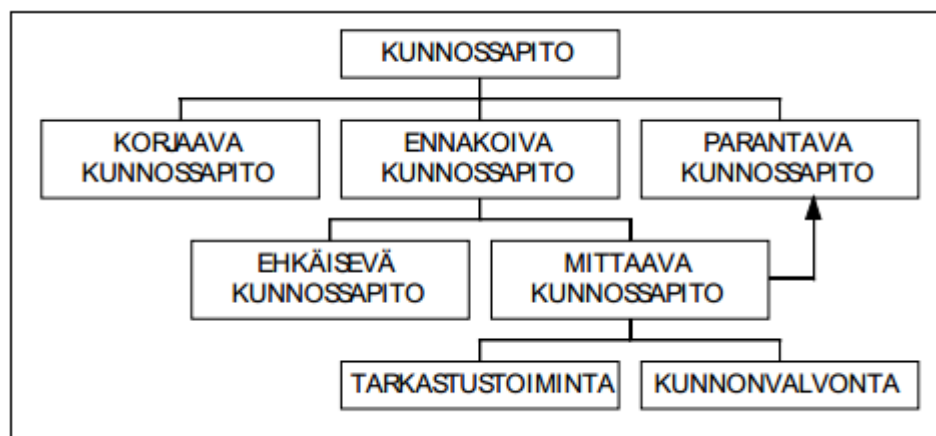 KUNNOSSAPITO
KORJAAVA
KUNNOSSAPITO
ENNAKOIVA
KUNNOSSAPITO
PARANTAVA
KUNNOSSAPITO
EHKÄISEVÄ
KUNNOSSAPITO
MITTAAVA
KUNNOSSAPITO
TARKASTUSTOIMINTA
KUNNONVALVONTA